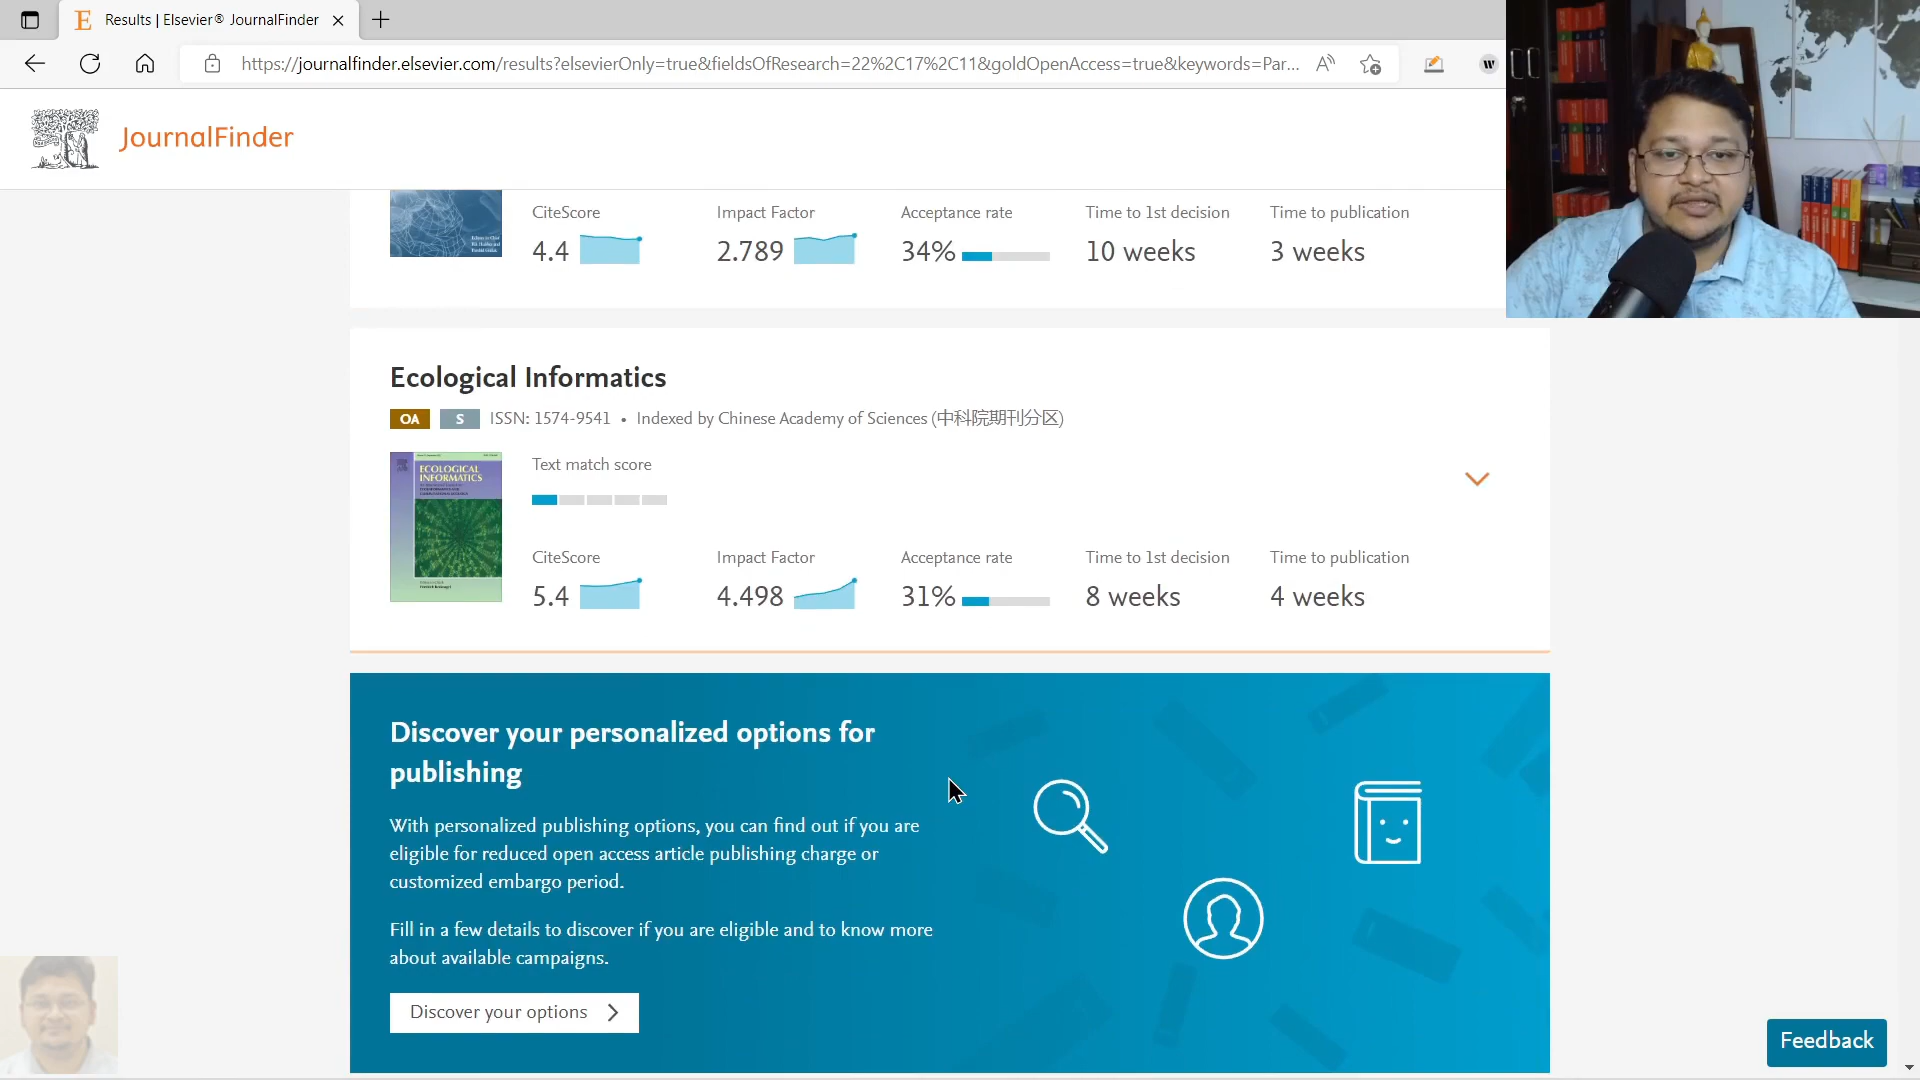 Results | Elsevier® JournalFinder
https://journalfinder.elsevier.com/results?elsevierOnly=true&fieldsOfResearch=22%2C17%2C11&goldOpenAccess=true&keywords=Par...
JournalFinder
CiteScore Impact Factor Acceptance rate Time to 1st decision Time to publication
4.4 2.789 34% 10 weeks 3 weeks
Ecological Informatics
OA S ISSN: 1574-9541 • Indexed by Chinese Academy of Sciences (中科院期刊分区)
ECOLOGICAL
INFORMATICS
Text match score
CiteScore Impact Factor Acceptance rate Time to 1st decision Time to publication
5.4 4.498 31% 8 weeks 4 weeks
Discover your personalized options for
publishing
With personalized publishing options, you can find out if you are
eligible for reduced open access article publishing charge or
customized embargo period.
Fill in a few details to discover if you are eligible and to know more
about available campaigns.
Discover your options
Feedback